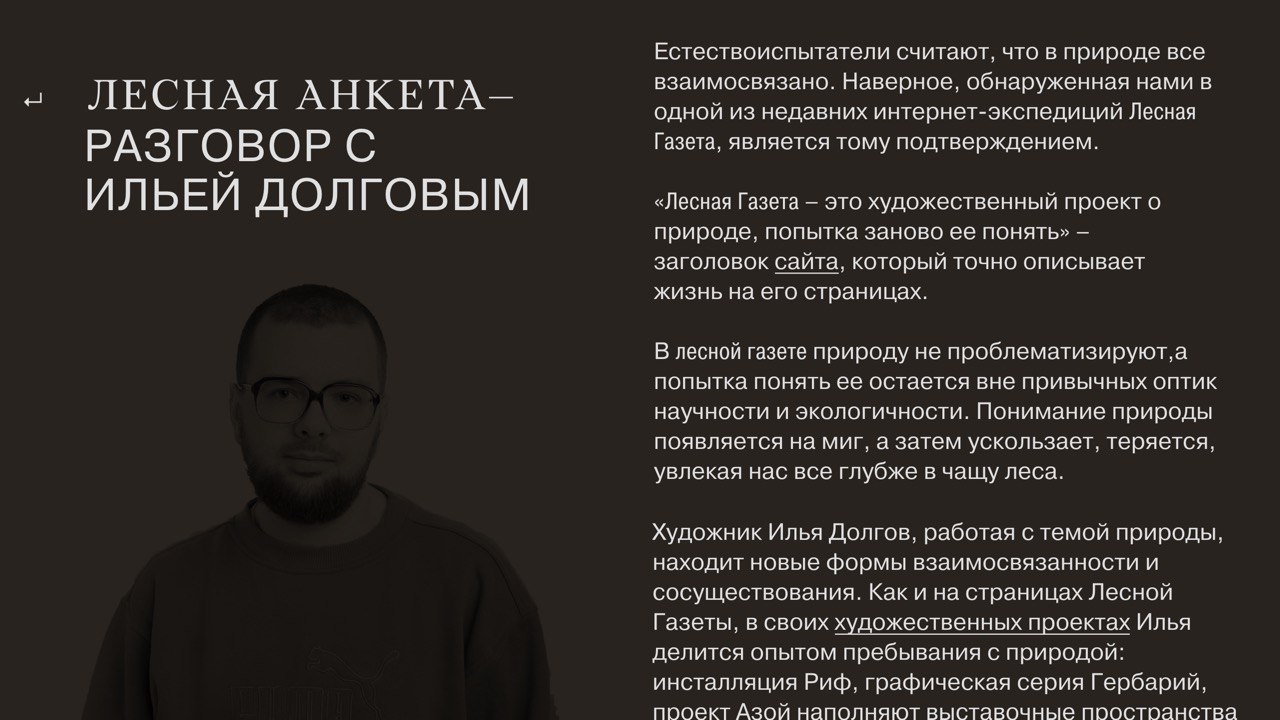 ЛЕСНАЯ АНКЕТА—
РАЗГОВОР С
ИЛЬЕЙ ДОЛГОВЫМ
Естествоиспытатели считают, что в природе все
взаимосвязано. Наверное, обнаруженная нами в
одной из недавних интернет-экспедиций Лесная
Газета, является тому подтверждением.
«Лесная Газета – это художественный проект о
природе, попытка заново ее понять» –
заголовок сайта, который точно описывает
жизнь на его страницах.
В лесной газете природу не проблематизируют,а
попытка понять ее остается вне привычных оптик
научности и экологичности. Понимание природы
появляется на миг, а затем ускользает, теряется,
увлекая нас все глубже в чащу леса.
Художник Илья Долгов, работая с темой природы,
находит новые формы взаимосвязанности и
сосуществования. Как и на страницах Лесной
Газеты, в своих художественных проектах Илья
делится опытом пребывания с природой:
инсталляция Риф, графическая серия Гербарий,
проект Азой наполняют выставочные пространства